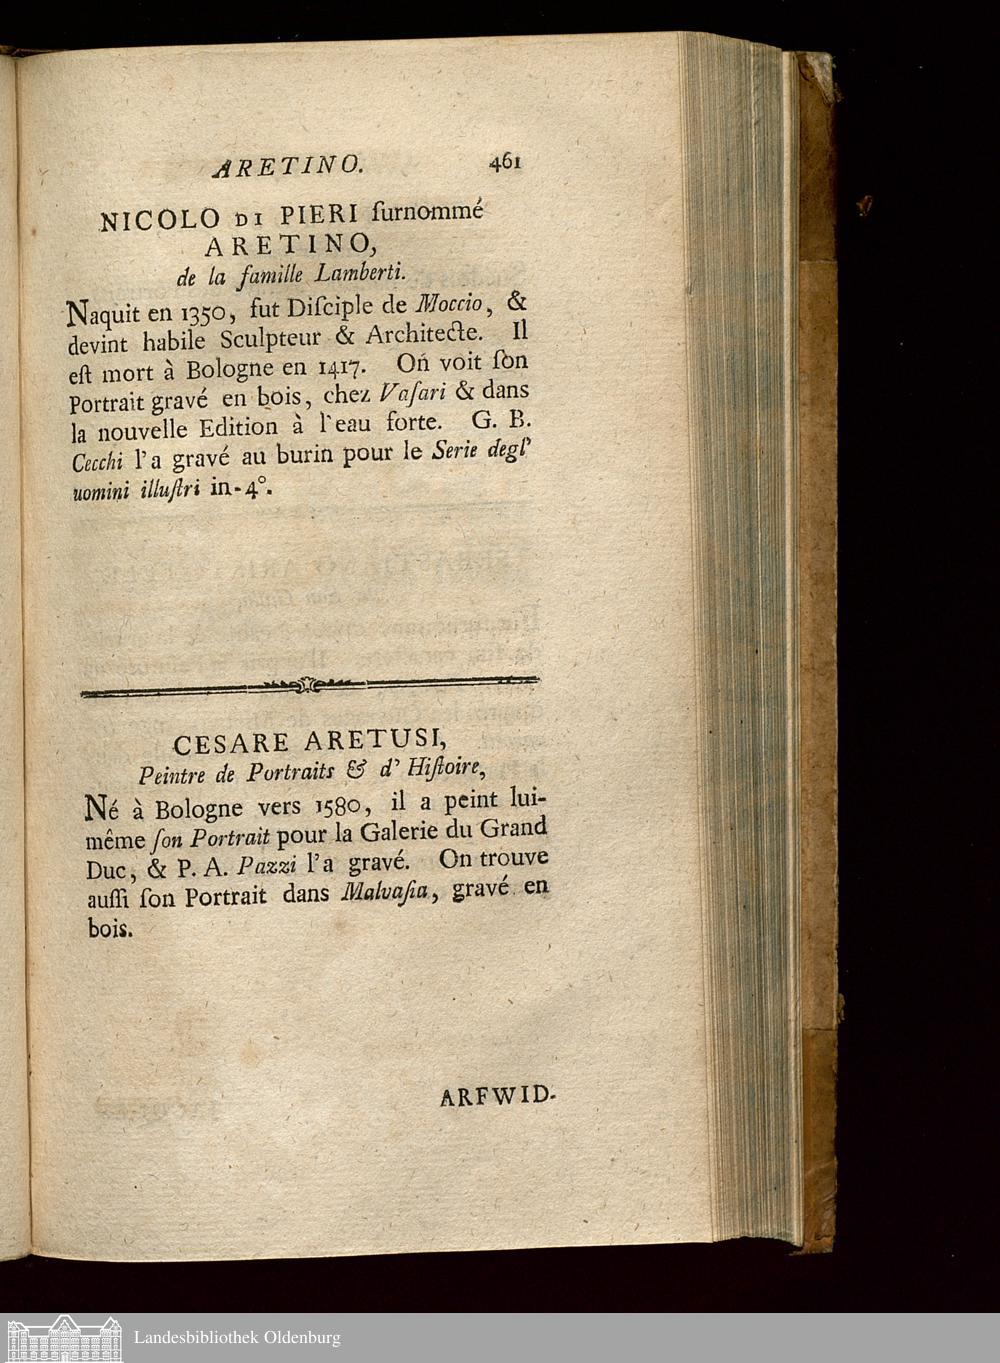 ARETINO. 461
NICOLO DI PIERI ſurnommé
ARETINO,
de la famille Lamberti.
Naquit en 1350, fut Diſciple de Moccio, &
devint habile Sculpteur & Architecte. Il
eſt mort à Bologne en 1417. On voit ſon
Portrait gravé en bois, chez Vaſari & dans
la nouvelle Edition à l'eau forte. G. B.
Cecchi l'a gravé au burin pour le Serie degl'
uomini illuſtri in-4°.
CESARE ARETUSI,
Peintre de Portraits & d' Hiſtoire,
Né à Bologne vers 1580, il a peint lui-
même ſon Portrait pour la Galerie du Grand
Duc, & P. A. Pazzi l'a gravé. On trouve
auſſi ſon Portrait dans Malvaſia, gravé en
bois.
ARFWID-
Landesbibliothek Oldenburg